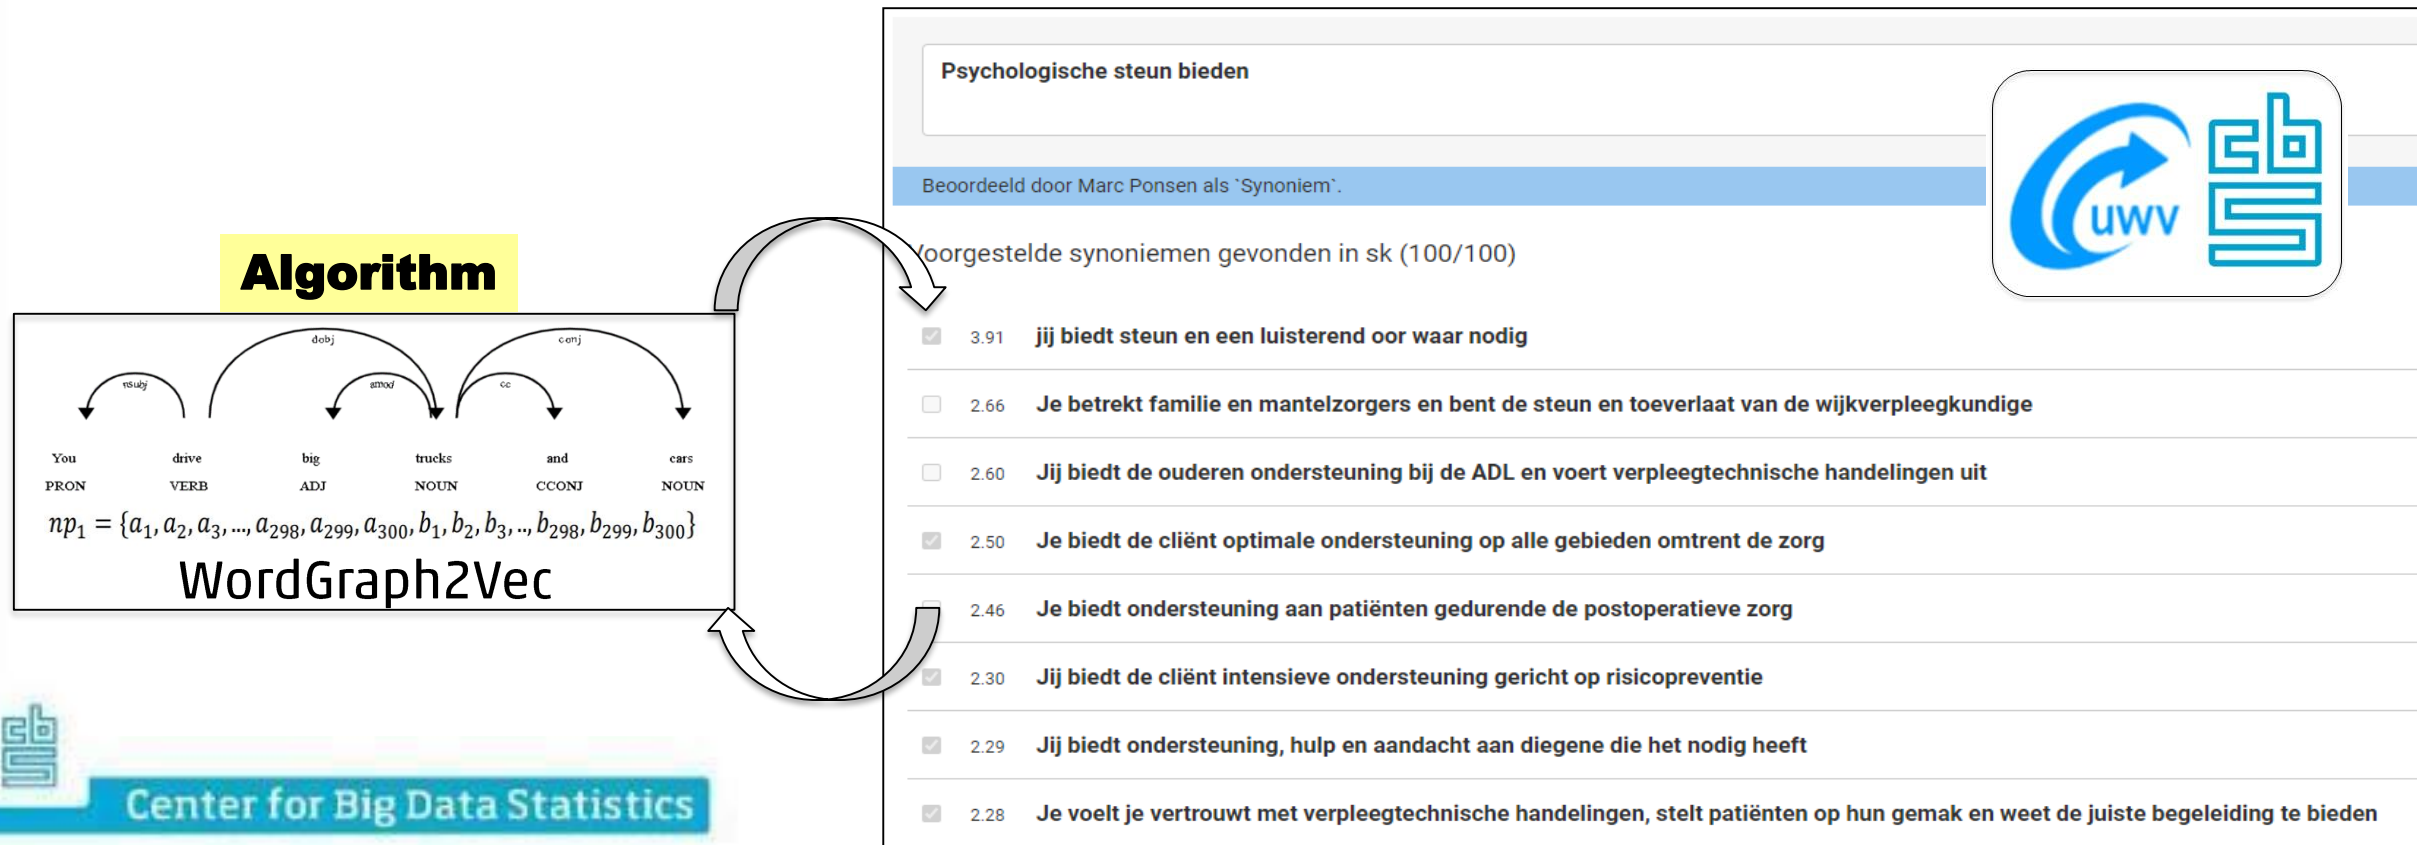 Psychologische steun bieden
cb
s
uwv
Beoordeeld door Marc Ponsen als `Synoniem`.
Voorgestelde synoniemen gevonden in sk (100/100)
3.91 jij biedt steun en een luisterend oor waar nodig
2.66 Je betrekt familie en mantelzorgers en bent de steun en toeverlaat van de wijkverpleegkundige
2.60 Jij biedt de ouderen ondersteuning bij de ADL en voert verpleegtechnische handelingen uit
2.50 Je biedt de cliënt optimale ondersteuning op alle gebieden omtrent de zorg
2.46 Je biedt ondersteuning aan patiënten gedurende de postoperatieve zorg
2.30 Jij biedt de cliënt intensieve ondersteuning gericht op risicopreventie
2.29 Jij biedt ondersteuning, hulp en aandacht aan diegene die het nodig heeft
2.28 Je voelt je vertrouwt met verpleegtechnische handelingen, stelt patiënten op hun gemak en weet de juiste begeleiding te bieden
Algorithm
dobj conj
nsubj amod cc
You drive big trucks and cars
PRON VERB ADJ NOUN CCONJ NOUN
np₁ = {a₁, a₂, a₃, ..., a₂₉₈, a₂₉₉, a₃₀₀, b₁, b₂, b₃, .., b₂₉₈, b₂₉₉, b₃₀₀}
WordGraph2Vec
cb
s
Center for Big Data Statistics